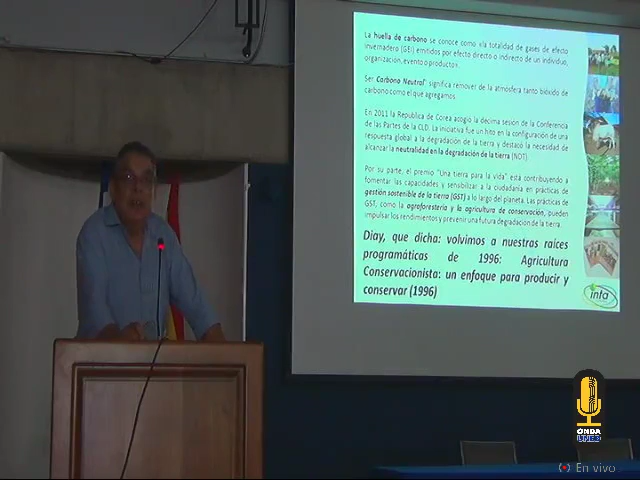 La huella de carbono se conoce como «la totalidad de gases de efecto
invernadero (GEI) emitidos por efecto directo o indirecto de un individuo,
organización, evento o producto».
Ser Carbono Neutral" significa remover de la atmosfera tanto bióxido de
carbono como el que agregamos.
En 2011 la Republica de Corea acogio la decima sesion de la Conferencia
de las Partes de la CLD. La iniciativa fue un hito en la configuración de una
respuesta global a la degradación de la tierra y destacó la necesidad de
alcanzar la neutralidad en la degradación de la tierra (NDT)
Por su parte, el premio "Una tierra para la vida" está contribuyendo a
fomentar las capacidades y sensibilizar a la ciudadanía en prácticas de
gestión sostenible de la tierra (GST) a lo largo del planeta. Las prácticas de
GST, como la agroforesteria y la agricultura de conservación, pueden
impulsar los rendimientos y prevenir una futura degradacion de la tierra.
Diay, que dicha: volvimos a nuestras raíces
programáticas de 1996: Agricultura
Conservacionista: un enfoque para producir y
conservar (1996)
inta
ONDA
UNED
En vivo